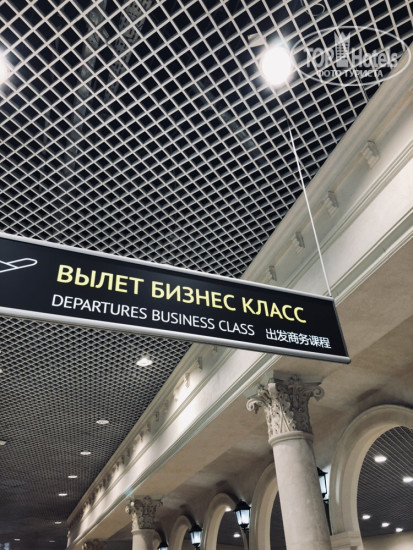 TOPHotels
ФОТО ТУРИСТА
ВЫЛЕТ БИЗНЕС КЛАСС
DEPARTURES BUSINESS CLASS 出发商务课程